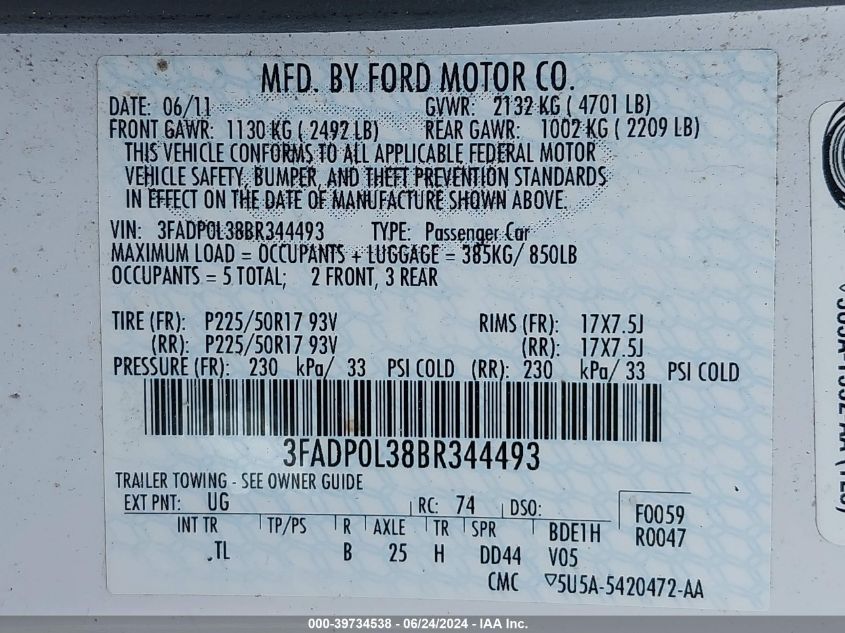 MFD. BY FORD MOTOR CO.
DATE: 06/11 GVWR: 2132 KG ( 4701 LB)
FRONT GAWR: 1130 KG ( 2492 LB) REAR GAWR: 1002 KG ( 2209 LB)
THIS VEHICLE CONFORMS TO ALL APPLICABLE FEDERAL MOTOR
VEHICLE SAFETY, BUMPER, AND THEFT PREVENTION STANDARDS
IN EFFECT ON THE DATE OF MANUFACTURE SHOWN ABOVE.
VIN: 3FADP0L38BR344493 TYPE: Passenger Car
MAXIMUM LOAD = OCCUPANTS + LUGGAGE = 385KG/ 850LB
OCCUPANTS = 5 TOTAL; 2 FRONT, 3 REAR
TIRE (FR): P225/50R17 93V RIMS (FR): 17X7.5J
(RR): P225/50R17 93V (RR): 17X7.5J
PRESSURE (FR): 230 kPa/ 33 PSI COLD (RR): 230 kPa/ 33 PSI COLD
3FADP0L38BR344493
TRAILER TOWING - SEE OWNER GUIDE
EXT PNT: UG RC: 74 DSO: F0059
INT TR TP/PS R AXLE TR SPR BDE1H R0047
.TL B 25 H DD44 V05
CMC ▽5U5A-5420472-AA
000-39734538 - 06/24/2024 - IAA Inc.